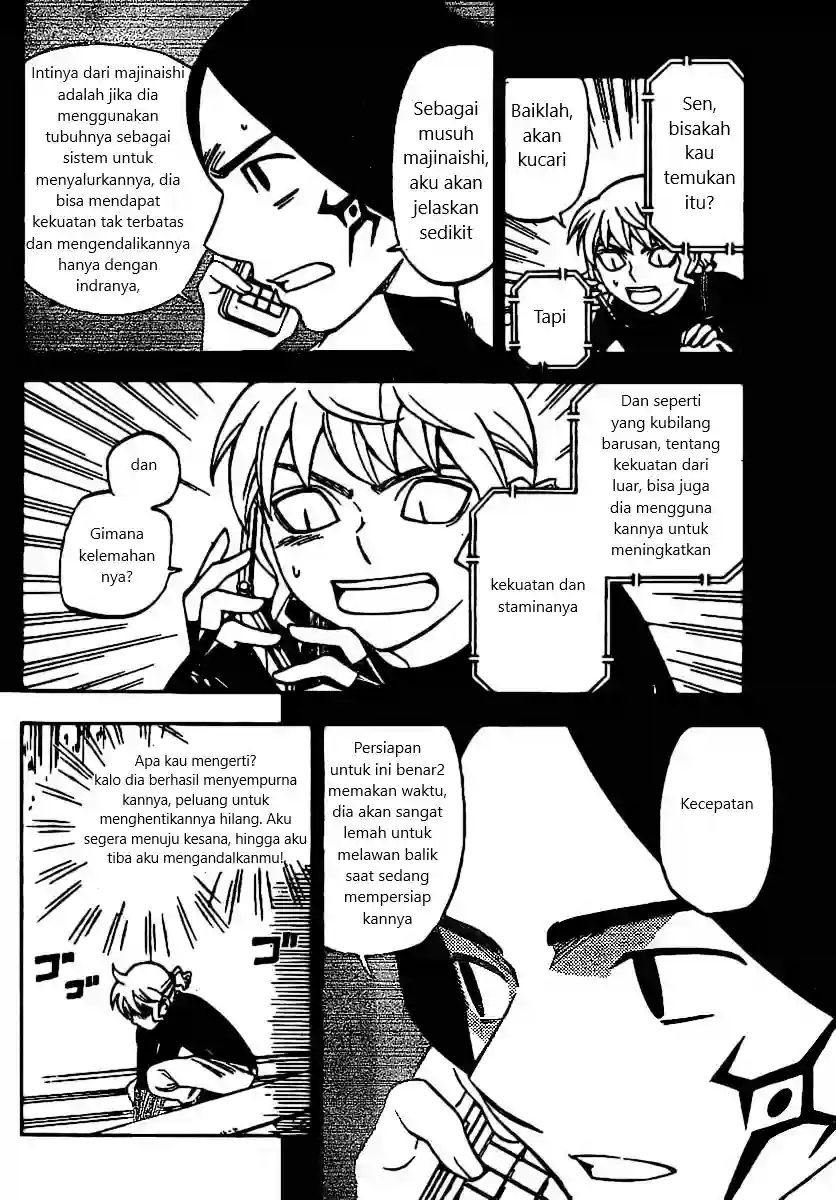 Sen,
bisakah
kau
temukan
itu?
Baiklah,
akan
kucari
Tapi
Sebagai
musuh
majinaishi,
aku akan
jelaskan
sedikit
Intinya dari majinaishi
adalah jika dia
menggunakan
tubuhnya sebagai
sistem untuk
menyalurkannya, dia
bisa mendapat
kekuatan tak terbatas
dan mengendalikannya
hanya dengan
indranya,
Dan seperti
yang kubilang
barusan, tentang
kekuatan dari
luar, bisa juga
dia mengguna
kannya untuk
meningkatkan
kekuatan dan
staminanya
dan
Gimana
kelemahan
nya?
Kecepatan
Persiapan
untuk ini benar2
memakan waktu,
dia akan sangat
lemah untuk
melawan balik
saat sedang
mempersiap
kannya
Apa kau mengerti?
kalo dia berhasil menyempurna
kannya, peluang untuk
menghentikannya hilang. Aku
segera menuju kesana, hingga aku
tiba aku mengandalkanmu!
ゴゴゴ